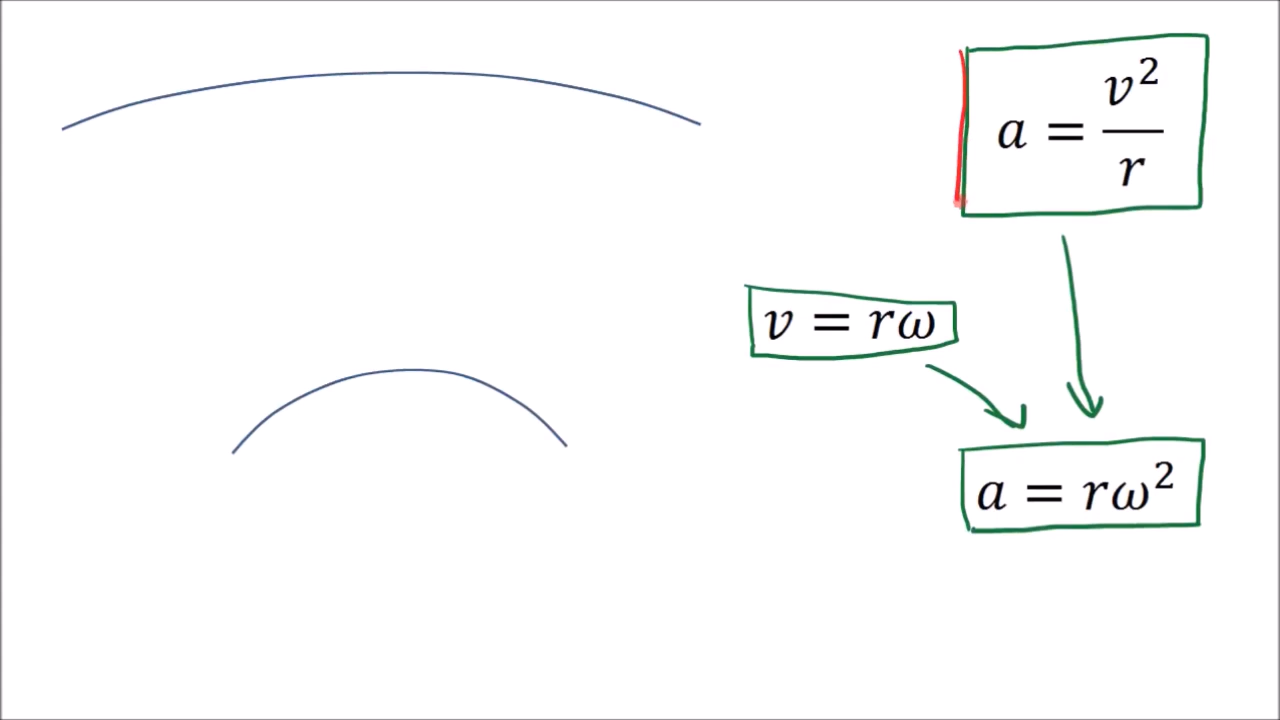 a = v²/r
v = rω
a = rω²